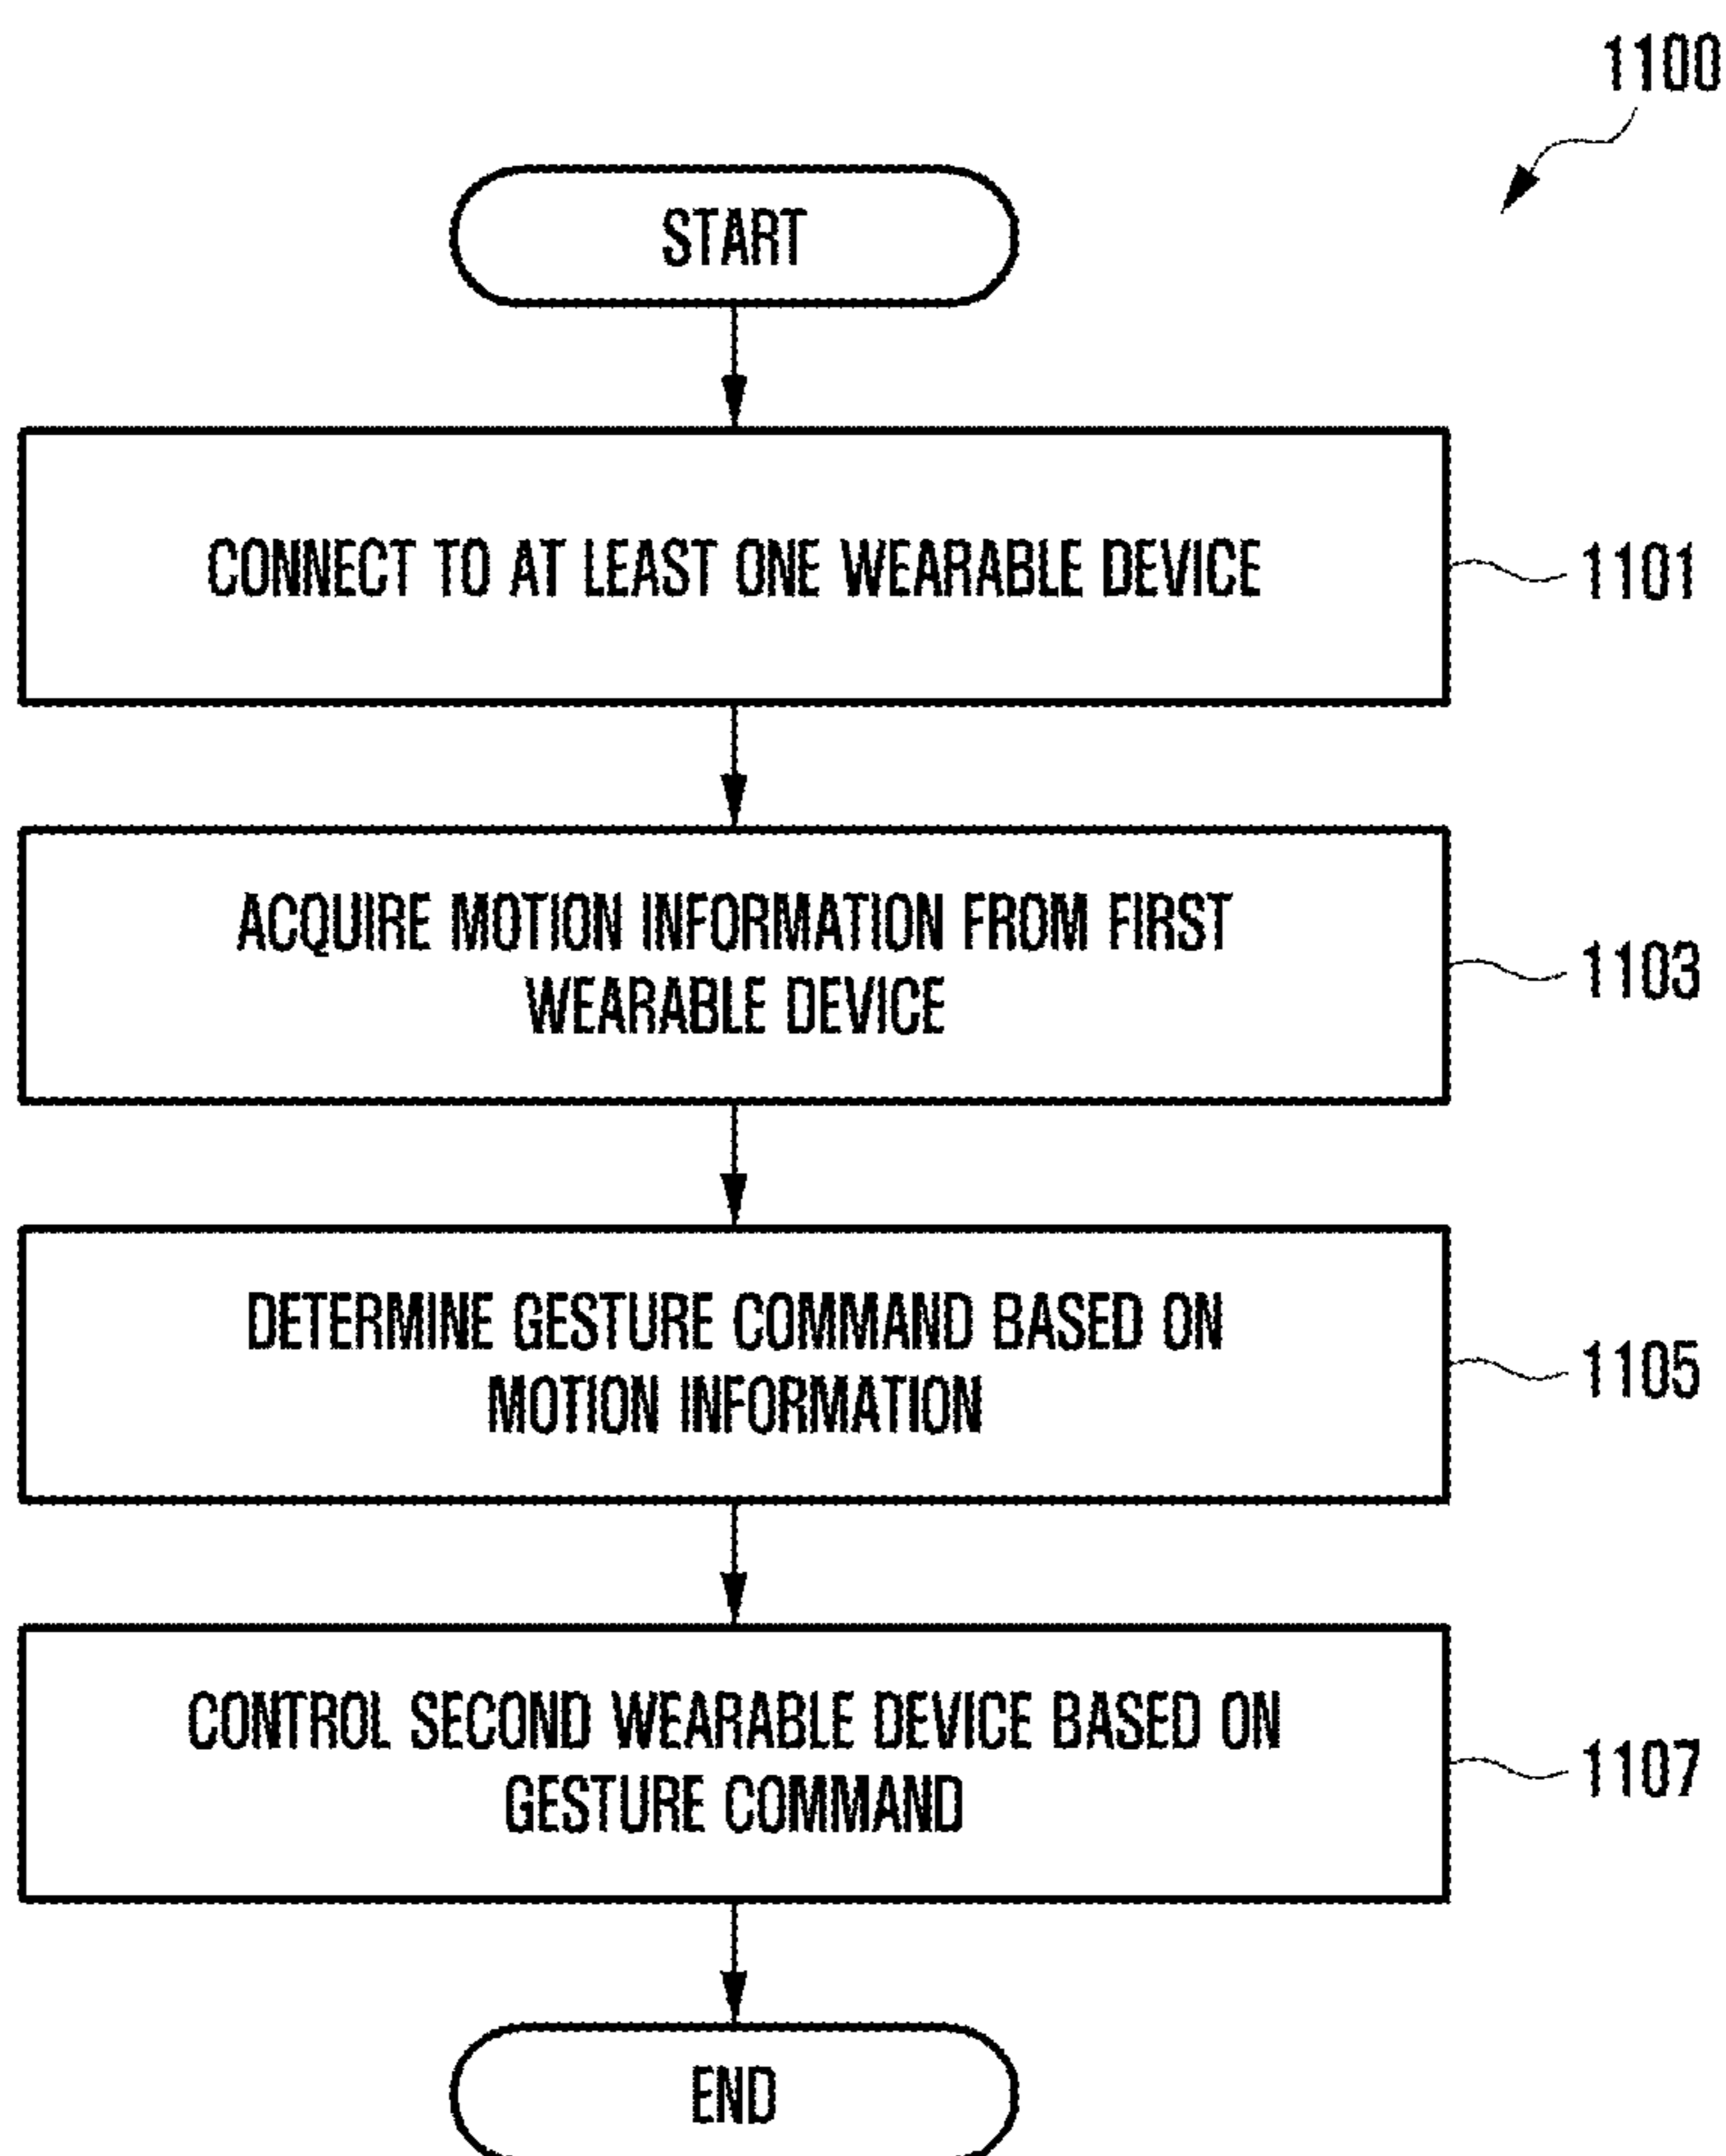 1100
START
CONNECT TO AT LEAST ONE WEARABLE DEVICE
1101
ACQUIRE MOTION INFORMATION FROM FIRST
WEARABLE DEVICE
1103
DETERMINE GESTURE COMMAND BASED ON
MOTION INFORMATION
1105
CONTROL SECOND WEARABLE DEVICE BASED ON
GESTURE COMMAND
1107
END